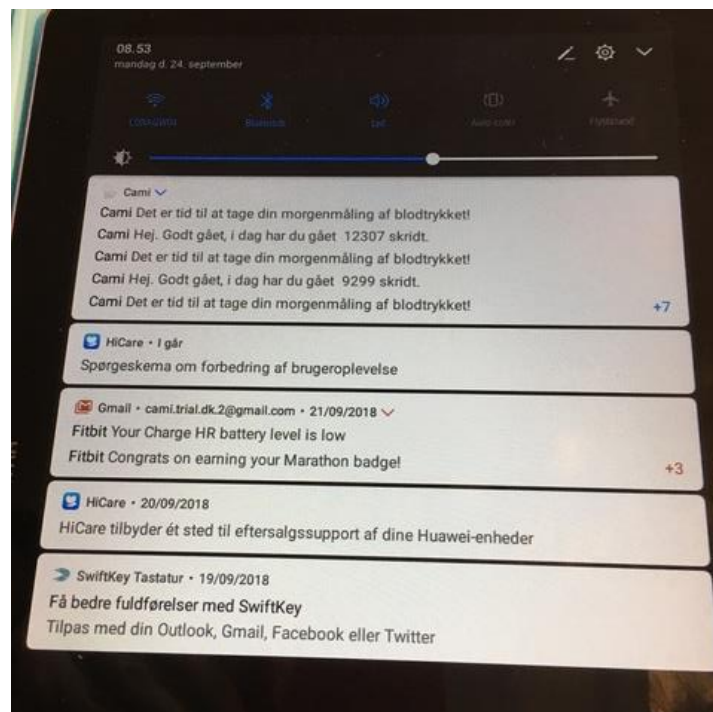 08.53
mandag d. 24. september
Bluetooth
Lyd
Auto-roter
Flytilstand
Cami
Cami Det er tid til at tage din morgenmåling af blodtrykket!
Cami Hej. Godt gået, i dag har du gået 12307 skridt.
Cami Det er tid til at tage din morgenmåling af blodtrykket!
Cami Hej. Godt gået, i dag har du gået 9299 skridt.
Cami Det er tid til at tage din morgenmåling af blodtrykket!
+7
HiCare • I går
Spørgeskema om forbedring af brugeroplevelse
Gmail • cami.trial.dk.2@gmail.com • 21/09/2018
Fitbit Your Charge HR battery level is low
Fitbit Congrats on earning your Marathon badge!
+3
HiCare • 20/09/2018
HiCare tilbyder ét sted til eftersalgssupport af dine Huawei-enheder
SwiftKey Tastatur • 19/09/2018
Få bedre fuldførelser med SwiftKey
Tilpas med din Outlook, Gmail, Facebook eller Twitter